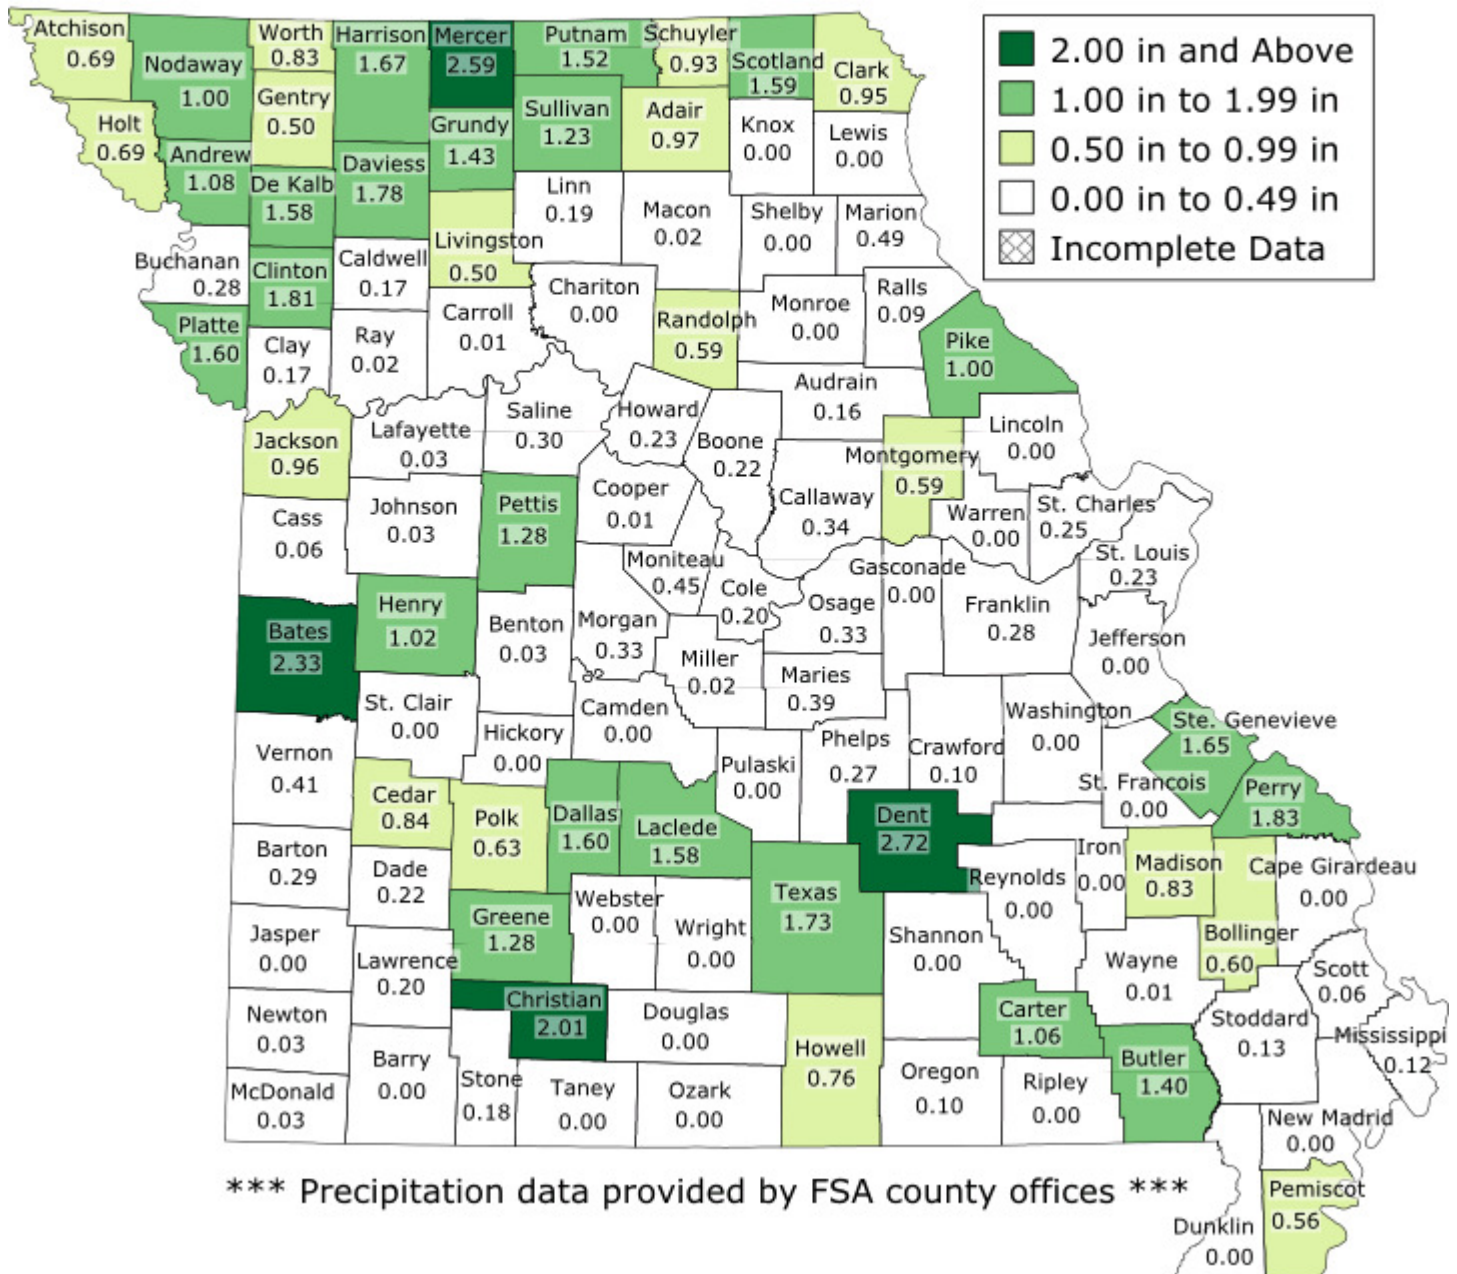 Atchison
0.69
Nodaway
1.00
Worth
0.83
Harrison
1.67
Mercer
2.59
Putnam
1.52
Schuyler
0.93
Scotland
1.59
Clark
0.95
2.00 in and Above
1.00 in to 1.99 in
0.50 in to 0.99 in
0.00 in to 0.49 in
Incomplete Data
Holt
0.69
Andrew
1.08
Gentry
0.50
De Kalb
1.58
Daviess
1.78
Grundy
1.43
Sullivan
1.23
Adair
0.97
Knox
0.00
Lewis
0.00
Linn
0.19
Macon
0.02
Shelby
0.00
Marion
0.49
Buchanan
0.28
Clinton
1.81
Caldwell
0.17
Livingston
0.50
Chariton
0.00
Randolph
0.59
Monroe
0.00
Ralls
0.09
Pike
1.00
Platte
1.60
Clay
0.17
Ray
0.02
Carroll
0.01
Audrain
0.16
Jackson
0.96
Lafayette
0.03
Saline
0.30
Howard
0.23
Boone
0.22
Montgomery
0.59
Lincoln
0.00
Cass
0.06
Johnson
0.03
Pettis
1.28
Cooper
0.01
Callaway
0.34
Warren
0.00
St. Charles
0.25
St. Louis
0.23
Moniteau
0.45
Cole
0.20
Osage
0.33
Gasconade
0.00
Franklin
0.28
Jefferson
0.00
Bates
2.33
Henry
1.02
Benton
0.03
Morgan
0.33
Miller
0.02
Maries
0.39
St. Clair
0.00
Hickory
0.00
Camden
0.00
Pulaski
0.00
Phelps
0.27
Crawford
0.10
Washington
0.00
Ste. Genevieve
1.65
St. Francois
0.00
Perry
1.83
Vernon
0.41
Cedar
0.84
Polk
0.63
Dallas
1.60
Laclede
1.58
Dent
2.72
Iron
0.00
Madison
0.83
Cape Girardeau
0.00
Barton
0.29
Dade
0.22
Greene
1.28
Webster
0.00
Wright
0.00
Texas
1.73
Reynolds
0.00
Shannon
0.00
Bollinger
0.60
Wayne
0.01
Scott
0.06
Jasper
0.00
Lawrence
0.20
Christian
2.01
Douglas
0.00
Howell
0.76
Carter
1.06
Butler
1.40
Stoddard
0.13
Mississippi
0.12
Newton
0.03
Barry
0.00
Stone
0.18
Taney
0.00
Ozark
0.00
Oregon
0.10
Ripley
0.00
McDonald
0.03
New Madrid
0.00
Pemiscot
0.56
Dunklin
0.00
*** Precipitation data provided by FSA county offices ***